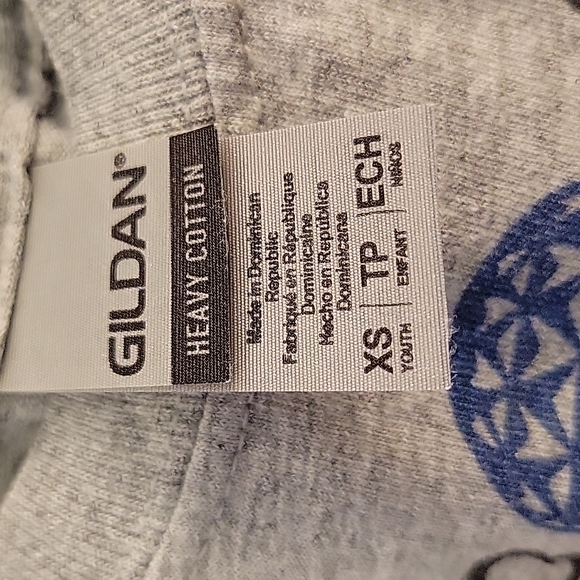 GILDAN®
HEAVY COTTON
Made in Dominican
Republic
Fabriqué en République
Dominicaine
Hecho en República
Dominicana
XS | TP | ECH
YOUTH | ENFANT | NIÑOS